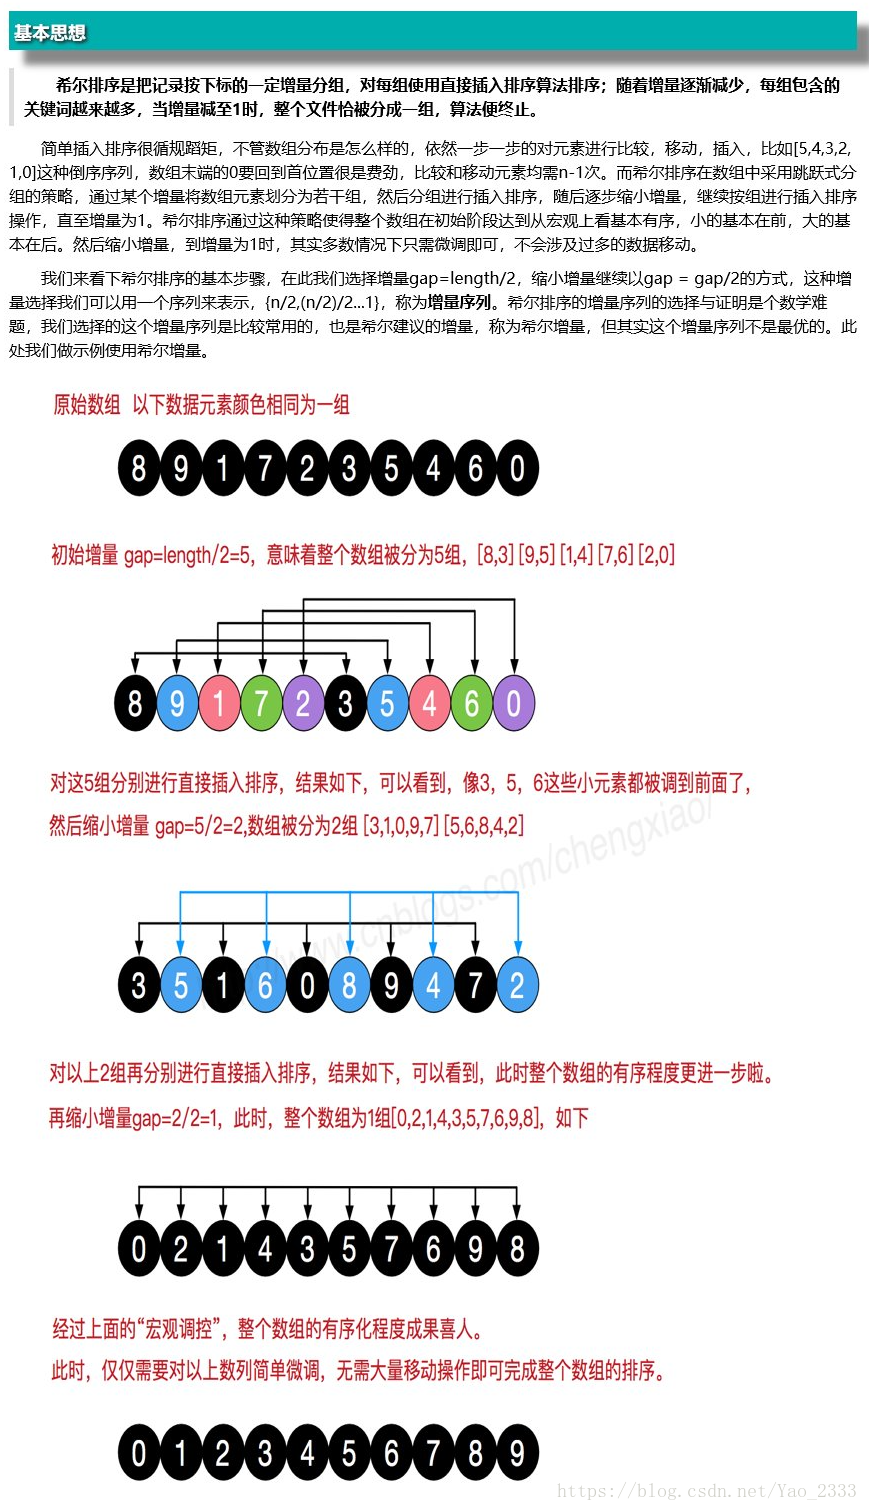 基本思想
希尔排序是把记录按下标的一定增量分组，对每组使用直接插入排序算法排序；随着增量逐渐减少，每组包含的
关键词越来越多，当增量减至1时，整个文件恰被分成一组，算法便终止。
简单插入排序很循规蹈矩，不管数组分布是怎么样的，依然一步一步的对元素进行比较，移动，插入，比如[5,4,3,2,
1,0]这种倒序序列，数组末端的0要回到首位置很是费劲，比较和移动元素均需n-1次。而希尔排序在数组中采用跳跃式分
组的策略，通过某个增量将数组元素划分为若干组，然后分组进行插入排序，随后逐步缩小增量，继续按组进行插入排序
操作，直至增量为1。希尔排序通过这种策略使得整个数组在初始阶段达到从宏观上看基本有序，小的基本在前，大的基
本在后。然后缩小增量，到增量为1时，其实多数情况下只需微调即可，不会涉及过多的数据移动。
我们来看下希尔排序的基本步骤，在此我们选择增量gap=length/2，缩小增量继续以gap = gap/2的方式，这种增
量选择我们可以用一个序列来表示，{n/2,(n/2)/2...1}，称为增量序列。希尔排序的增量序列的选择与证明是个数学难
题，我们选择的这个增量序列是比较常用的，也是希尔建议的增量，称为希尔增量，但其实这个增量序列不是最优的。此
处我们做示例使用希尔增量。
原始数组 以下数据元素颜色相同为一组
8 9 1 7 2 3 5 4 6 0
初始增量 gap=length/2=5，意味着整个数组被分为5组，[8,3][9,5][1,4][7,6][2,0]
8 9 1 7 2 3 5 4 6 0
对这5组分别进行直接插入排序，结果如下，可以看到，像3，5，6这些小元素都被调到前面了，
然后缩小增量 gap=5/2=2,数组被分为2组 [3,1,0,9,7][5,6,8,4,2]
www.cnblogs.com/chengxiao/
3 5 1 6 0 8 9 4 7 2
对以上2组再分别进行直接插入排序，结果如下，可以看到，此时整个数组的有序程度更进一步啦。
再缩小增量gap=2/2=1，此时，整个数组为1组[0,2,1,4,3,5,7,6,9,8]，如下
0 2 1 4 3 5 7 6 9 8
经过上面的“宏观调控”，整个数组的有序化程度成果喜人。
此时，仅仅需要对以上数列简单微调，无需大量移动操作即可完成整个数组的排序。
0 1 2 3 4 5 6 7 8 9
https://blog.csdn.net/Yao_2333